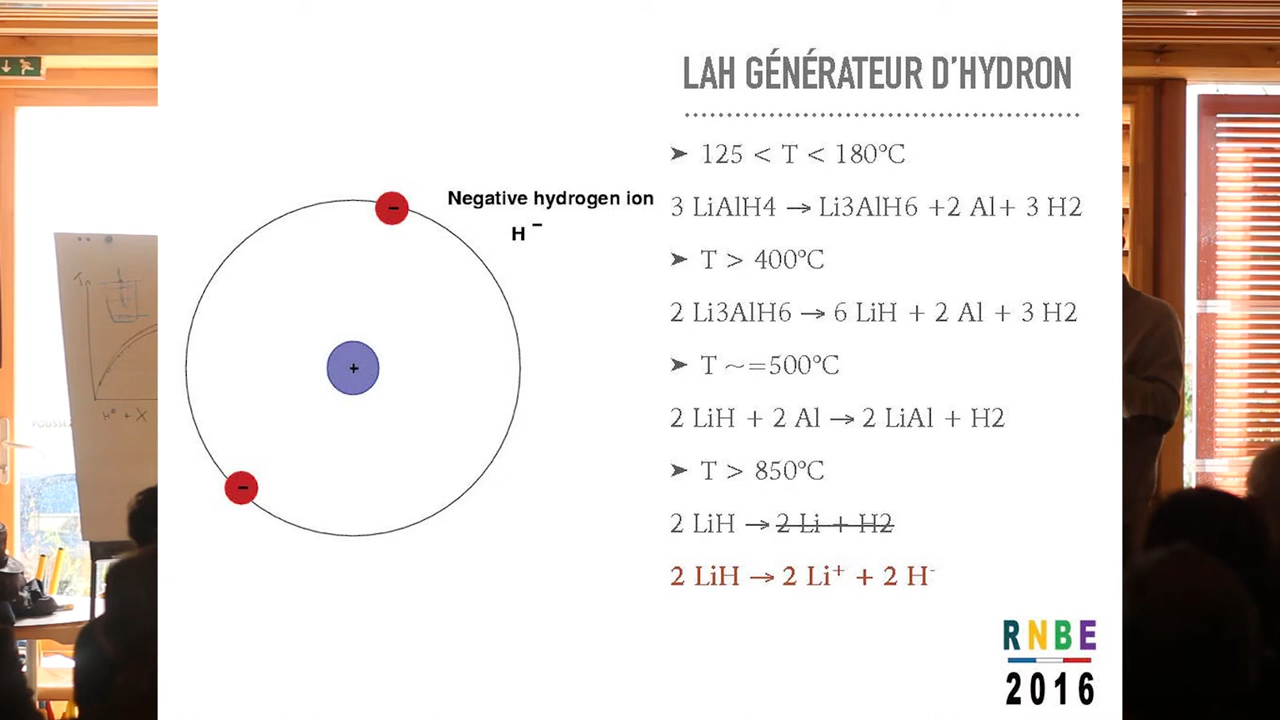 LAH GÉNÉRATEUR D'HYDRON
➤ 125 < T < 180°C
3 LiAlH4 → Li3AlH6 +2 Al+ 3 H2
➤ T > 400°C
2 Li3AlH6 → 6 LiH + 2 Al + 3 H2
➤ T ~=500°C
2 LiH + 2 Al → 2 LiAl + H2
➤ T > 850°C
2 LiH → 2 Li + H2
2 LiH → 2 Li⁺ + 2 H⁻
Negative hydrogen ion
H⁻
-
+
-
RNBE
2016
H° + X